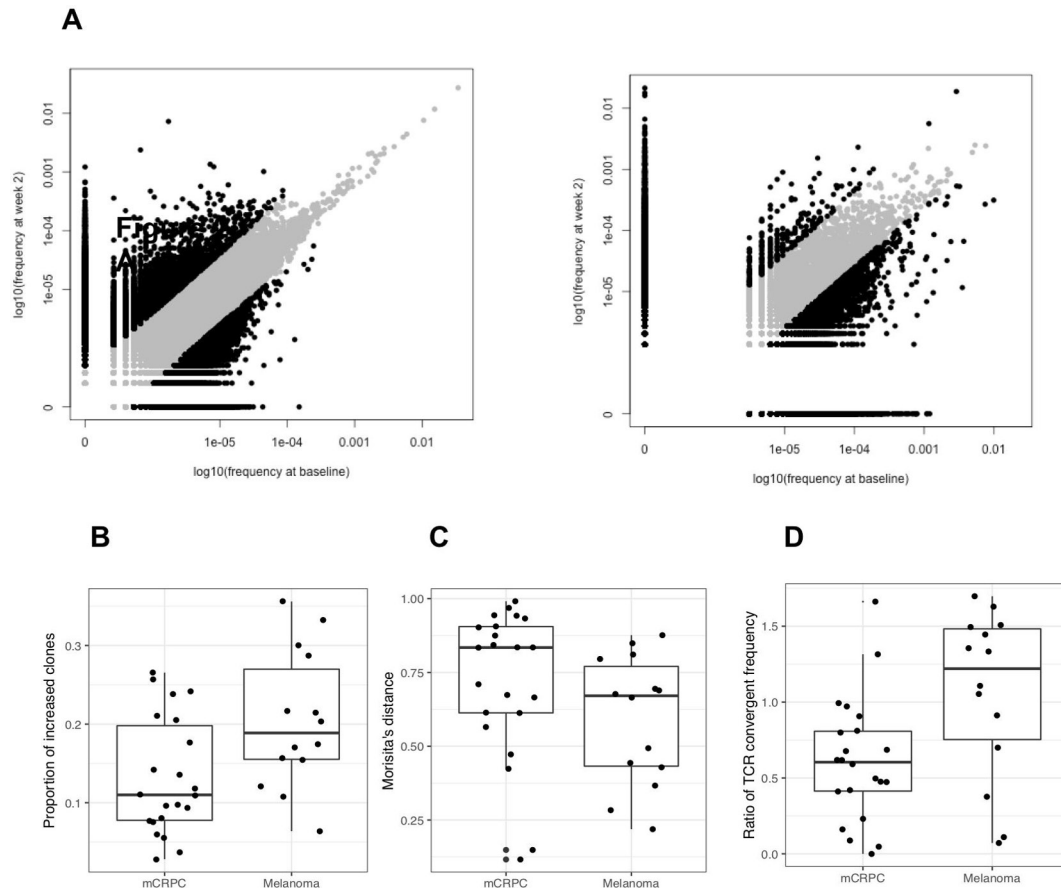 A
log10(frequency at week 2)
0.01
0.001
1e-04
1e-05
0
0
1e-05
1e-04
0.001
0.01
log10(frequency at baseline)
log10(frequency at week 2)
0.01
0.001
1e-04
1e-05
0
0
1e-05
1e-04
0.001
0.01
log10(frequency at baseline)
B
Proportion of increased clones
0.3
0.2
0.1
mCRPC
Melanoma
C
Morisita's distance
1.00
0.75
0.50
0.25
mCRPC
Melanoma
D
Ratio of TCR convergent frequency
1.5
1.0
0.5
0.0
mCRPC
Melanoma